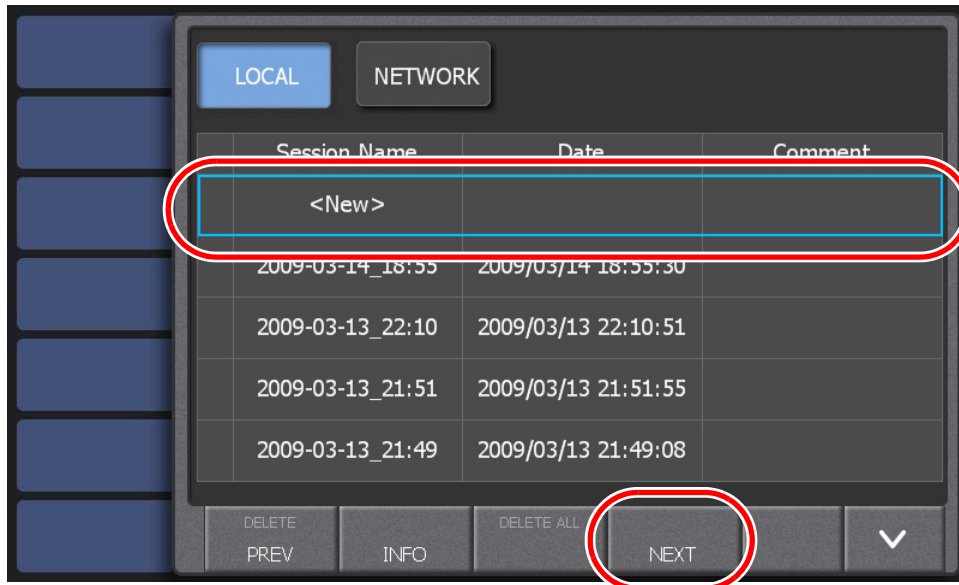 LOCAL NETWORK
Session Name Date Comment
<New>
2009-03-14_18:55 2009/03/14 18:55:30
2009-03-13_22:10 2009/03/13 22:10:51
2009-03-13_21:51 2009/03/13 21:51:55
2009-03-13_21:49 2009/03/13 21:49:08
DELETE DELETE ALL
PREV INFO NEXT